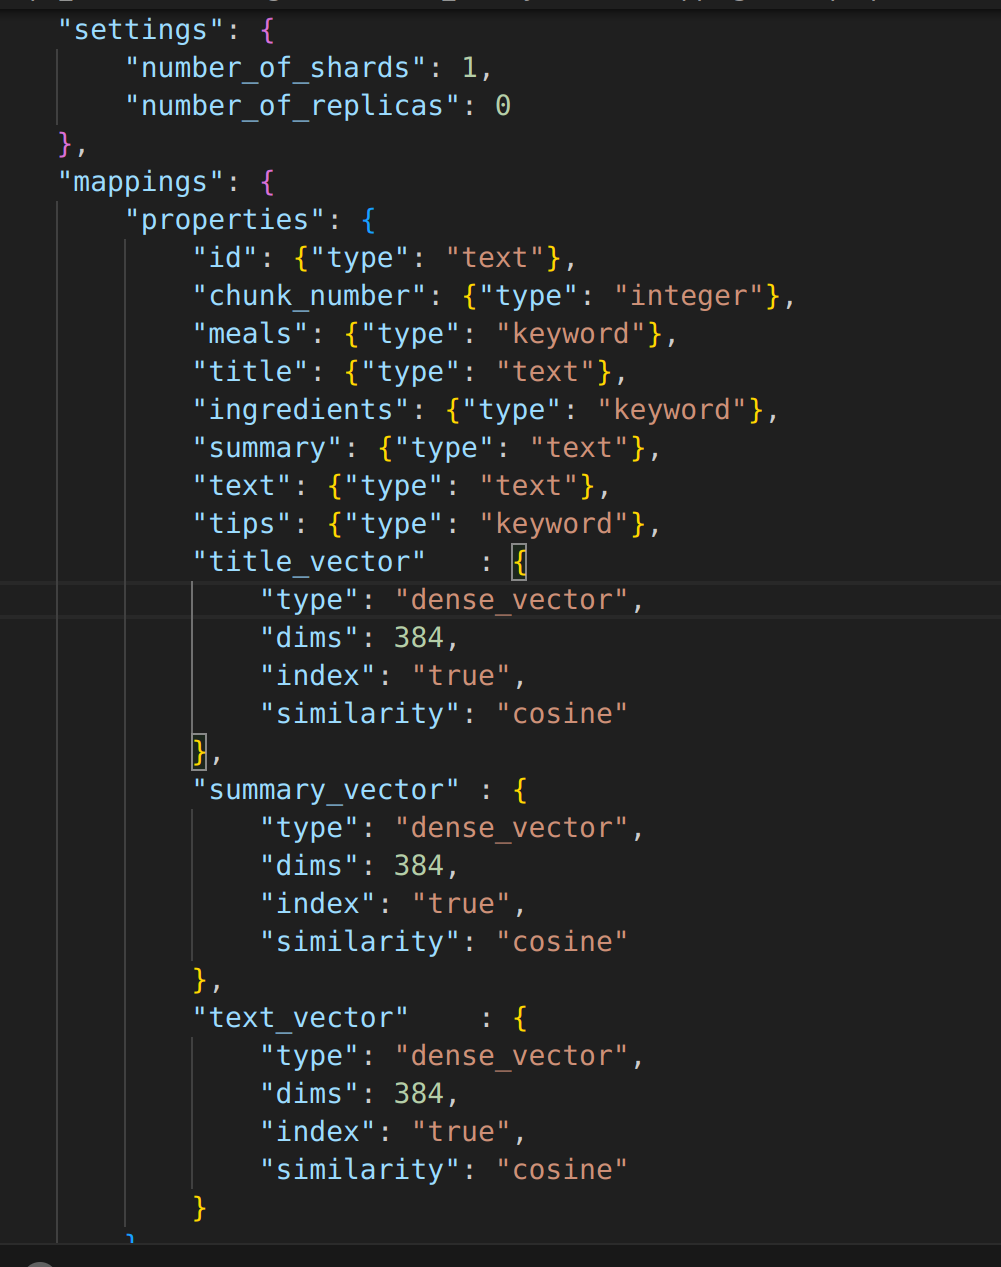 "settings": {
"number_of_shards": 1,
"number_of_replicas": 0
},
"mappings": {
"properties": {
"id": {"type": "text"},
"chunk_number": {"type": "integer"},
"meals": {"type": "keyword"},
"title": {"type": "text"},
"ingredients": {"type": "keyword"},
"summary": {"type": "text"},
"text": {"type": "text"},
"tips": {"type": "keyword"},
"title_vector"   : {
"type": "dense_vector",
"dims": 384,
"index": "true",
"similarity": "cosine"
},
"summary_vector" : {
"type": "dense_vector",
"dims": 384,
"index": "true",
"similarity": "cosine"
},
"text_vector"    : {
"type": "dense_vector",
"dims": 384,
"index": "true",
"similarity": "cosine"
}
}